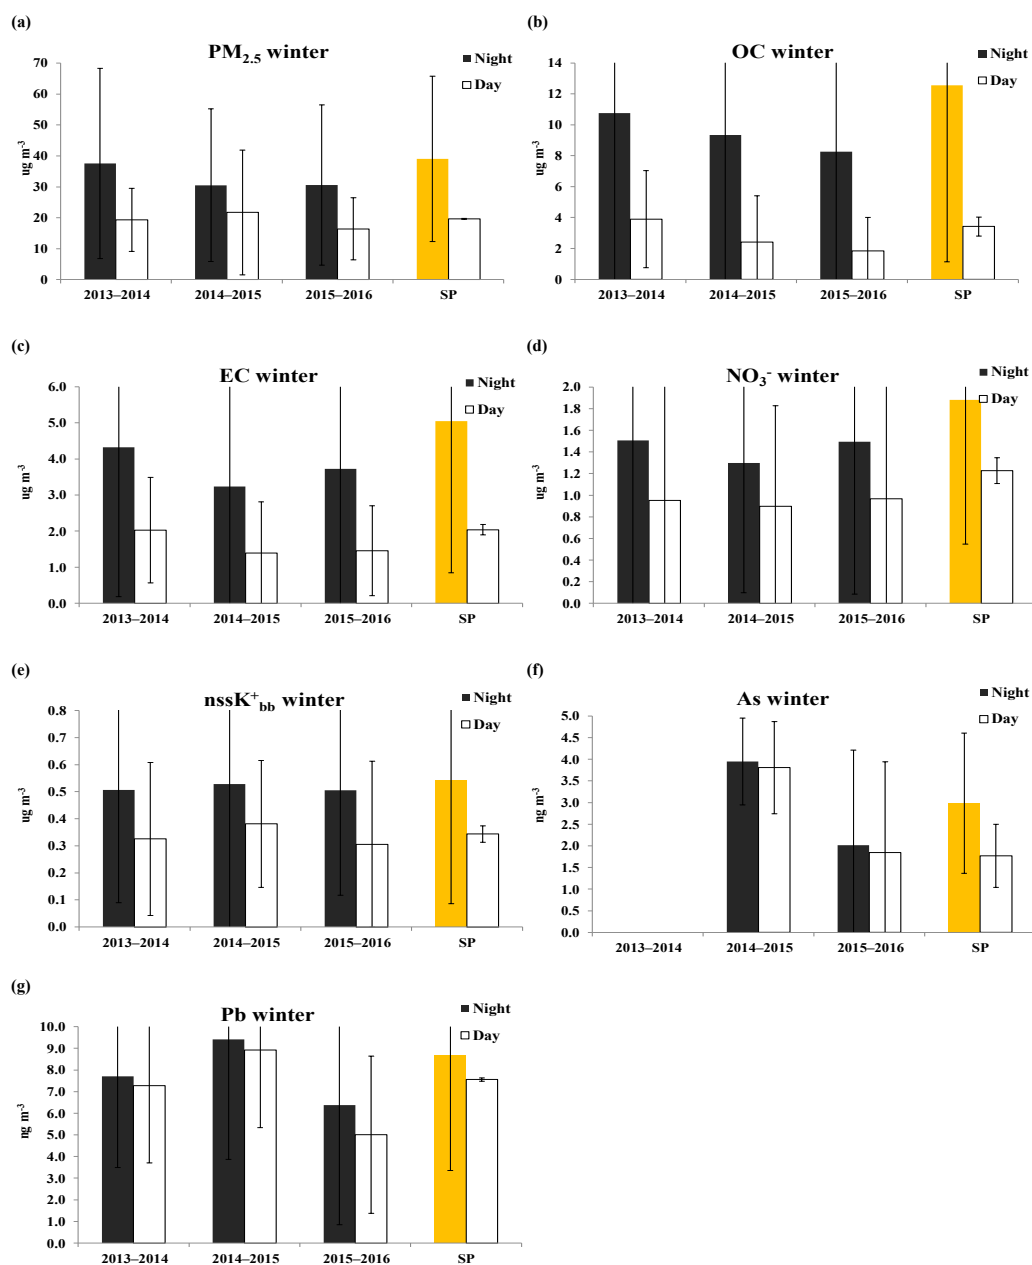 (a)
PM2.5 winter
Night
Day
70
60
50
40
30
20
10
0
ug m-3
2013–2014
2014–2015
2015–2016
SP
(b)
OC winter
Night
Day
14
12
10
8
6
4
2
0
ug m-3
2013–2014
2014–2015
2015–2016
SP
(c)
EC winter
Night
Day
6.0
5.0
4.0
3.0
2.0
1.0
0.0
ug m-3
2013–2014
2014–2015
2015–2016
SP
(d)
NO3- winter
Night
Day
2.0
1.8
1.6
1.4
1.2
1.0
0.8
0.6
0.4
0.2
0.0
ug m-3
2013–2014
2014–2015
2015–2016
SP
(e)
nssK+bb winter
Night
Day
0.8
0.7
0.6
0.5
0.4
0.3
0.2
0.1
0.0
ug m-3
2013–2014
2014–2015
2015–2016
SP
(f)
As winter
Night
Day
5.0
4.5
4.0
3.5
3.0
2.5
2.0
1.5
1.0
0.5
0.0
ng m-3
2013–2014
2014–2015
2015–2016
SP
(g)
Pb winter
Night
Day
10.0
9.0
8.0
7.0
6.0
5.0
4.0
3.0
2.0
1.0
0.0
ng m-3
2013–2014
2014–2015
2015–2016
SP